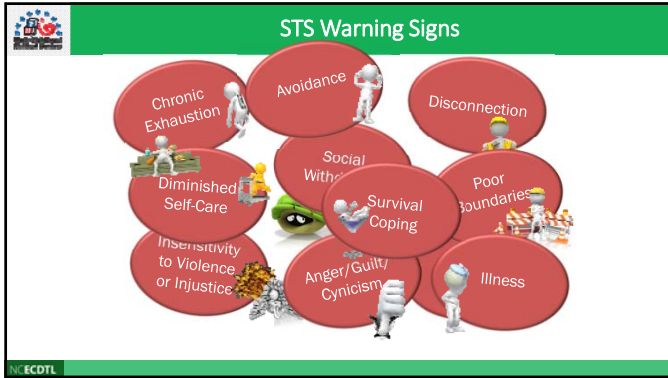 STS Warning Signs
Chronic
Exhaustion
Avoidance
Disconnection
Social
Diminished
Self-Care
Survival
Coping
Poor
Insensitivity
to Violence
or Injustice
Anger/Guilt/
Cynicism
Illness
NCECDTL